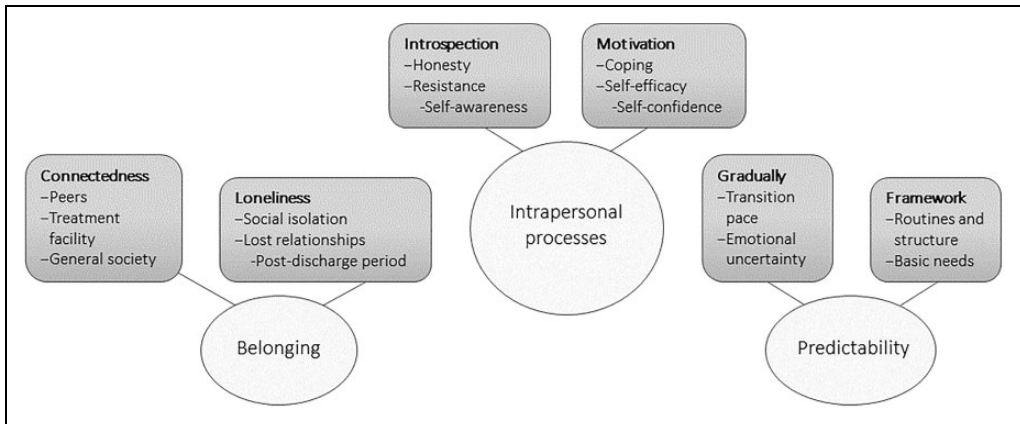 Introspection
–Honesty
–Resistance
-Self-awareness
Motivation
–Coping
–Self-efficacy
-Self-confidence
Intrapersonal
processes
Connectedness
–Peers
–Treatment
facility
–General society
Loneliness
–Social isolation
–Lost relationships
-Post-discharge period
Belonging
Gradually
–Transition
pace
–Emotional
uncertainty
Framework
–Routines and
structure
–Basic needs
Predictability